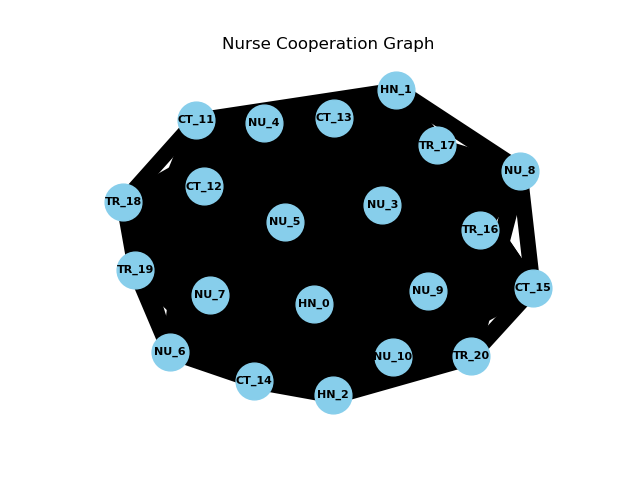 Nurse Cooperation Graph
HN_1
CT_11
NU_4
CT_13
TR_17
NU_8
CT_12
TR_18
NU_3
NU_5
TR_16
TR_19
NU_7
HN_0
NU_9
CT_15
NU_6
NU_10
TR_20
CT_14
HN_2